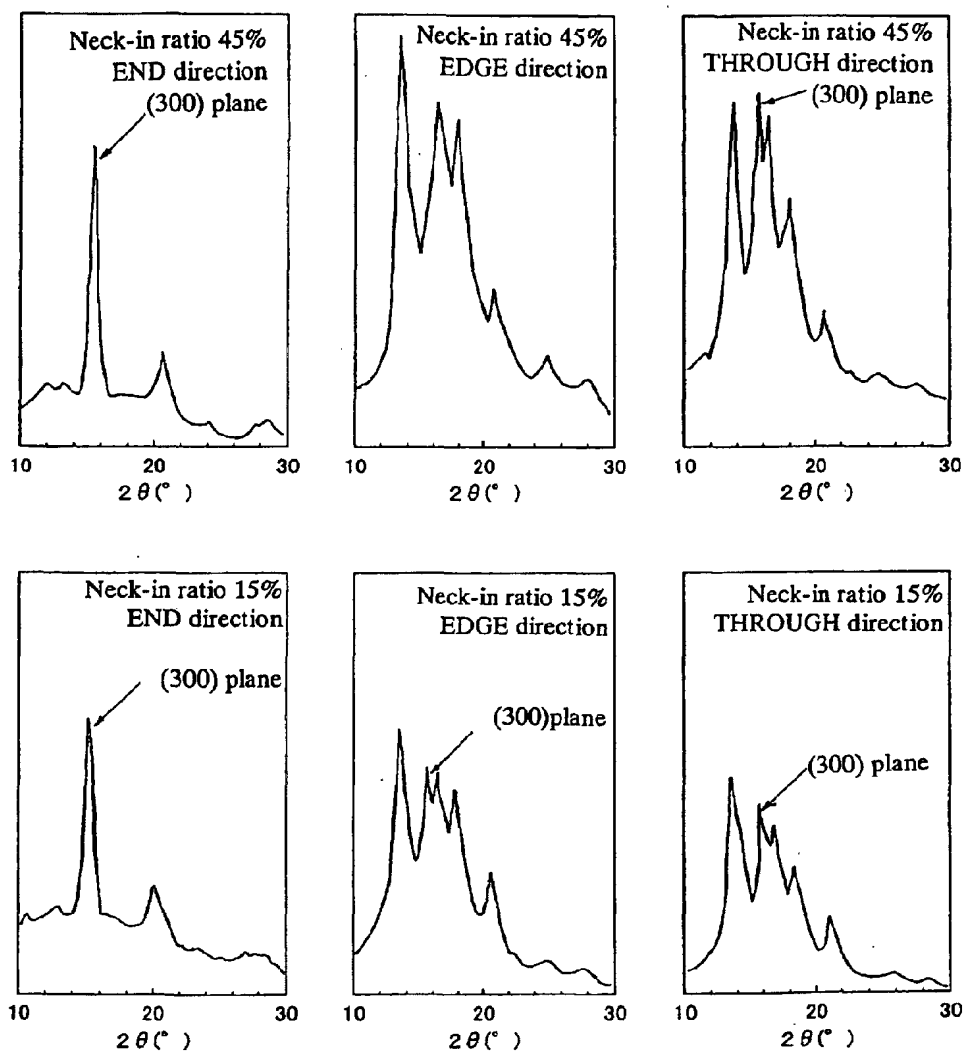 Neck-in ratio 45%
END direction
(300) plane
10 20 30
2θ(° )
Neck-in ratio 45%
EDGE direction
10 20 30
2θ(° )
Neck-in ratio 45%
THROUGH direction
(300) plane
10 20 30
2θ(° )
Neck-in ratio 15%
END direction
(300) plane
10 20 30
2θ(° )
Neck-in ratio 15%
EDGE direction
(300)plane
10 20 30
2θ(° )
Neck-in ratio 15%
THROUGH direction
(300) plane
10 20 30
2θ(° )